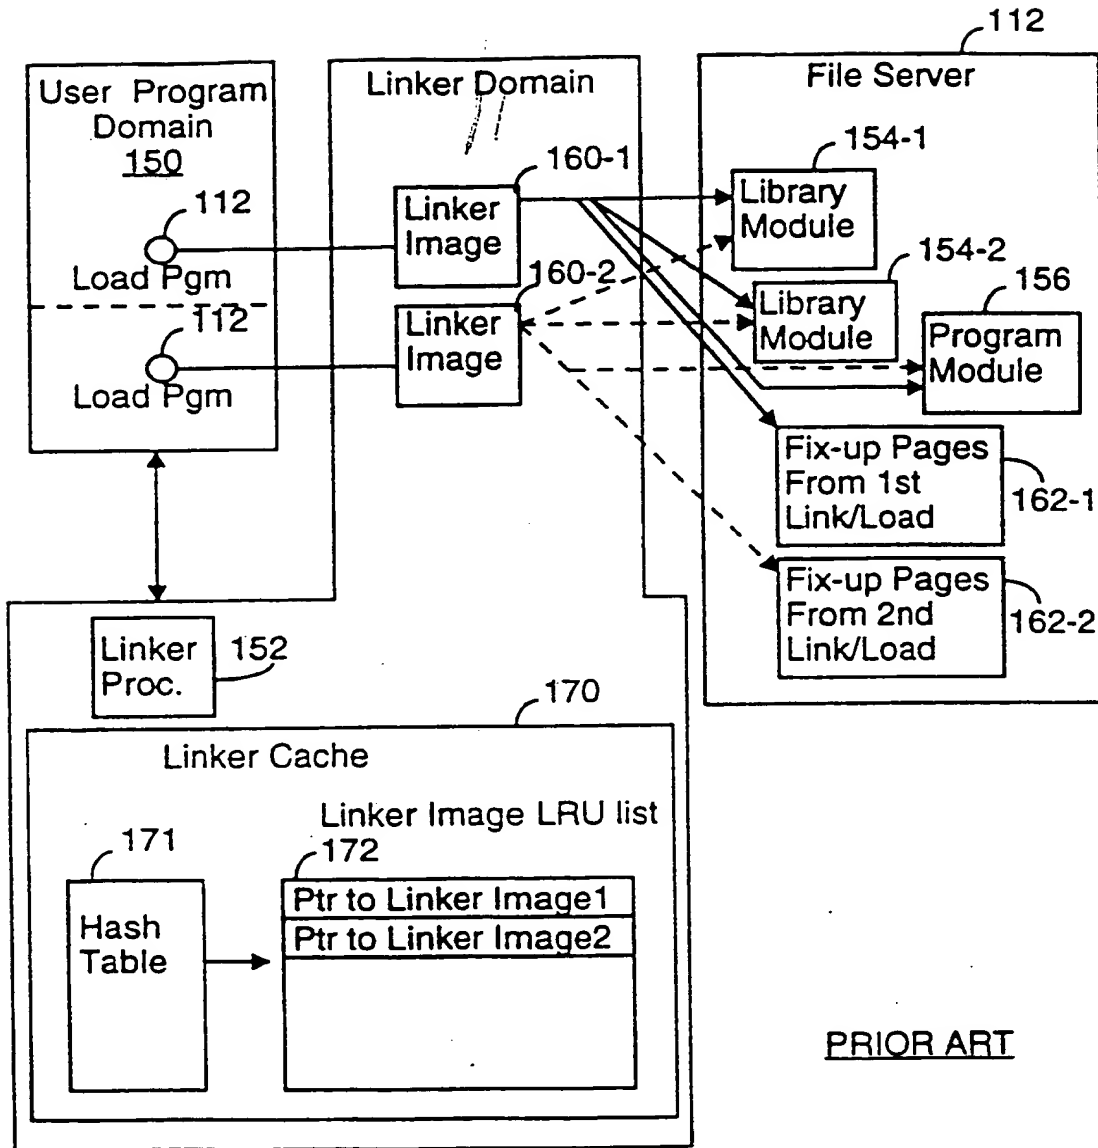 112
User Program
Domain
150
112
Load Pgm
112
Load Pgm
Linker Domain
160-1
Linker
Image
160-2
Linker
Image
File Server
154-1
Library
Module
154-2
Library
Module
156
Program
Module
Fix-up Pages
From 1st
Link/Load
162-1
Fix-up Pages
From 2nd
Link/Load
162-2
Linker
Proc.
152
170
Linker Cache
Linker Image LRU list
171
172
Hash
Table
Ptr to Linker Image1
Ptr to Linker Image2
PRIOR ART